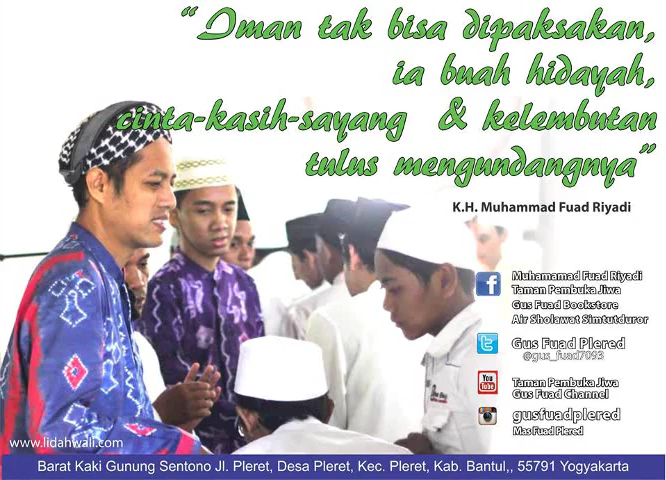 “Iman tak bisa dipaksakan,
ia buah hidayah,
cinta-kasih-sayang & kelembutan
tulus mengundangnya”
K.H. Muhammad Fuad Riyadi
Muhamamad Fuad Riyadi
Taman Pembuka Jiwa
Gus Fuad Bookstore
Air Sholawat Simtutduror
Gus Fuad Plered
@gus_fuad7093
You Tube
Taman Pembuka Jiwa
Gus Fuad Channel
gusfuadplered
Mas Fuad Plered
www.lidahwali.com
Barat Kaki Gunung Sentono Jl. Pleret, Desa Pleret, Kec. Pleret, Kab. Bantul,, 55791 Yogyakarta